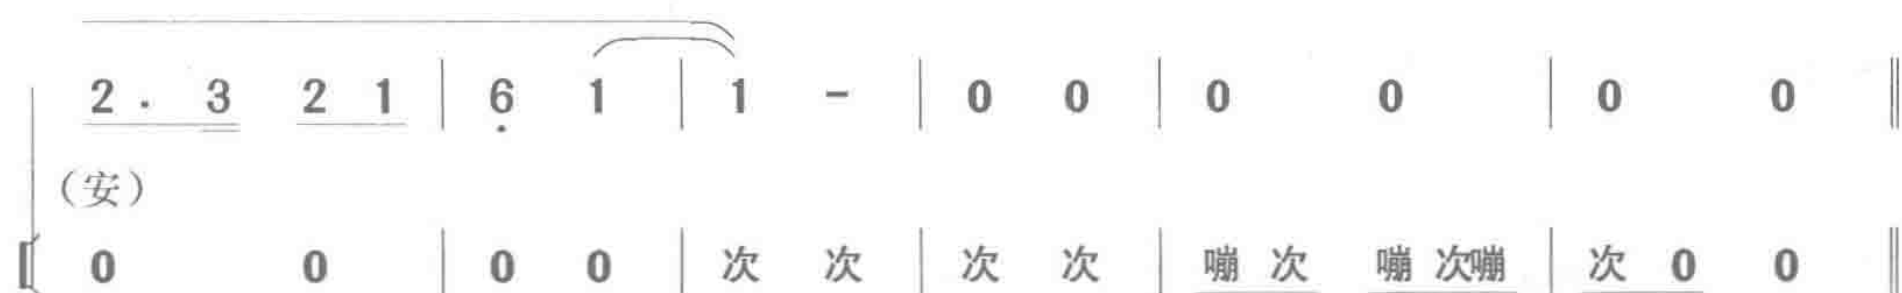 2 . 3 2 1 | 6 1 | 1 - | 0 0 | 0 0 | 0 0 ‖
（安）
0 0 | 0 0 | 次 次 | 次 次 | 嘣 次 嘣 次嘣 | 次 0 0 ‖